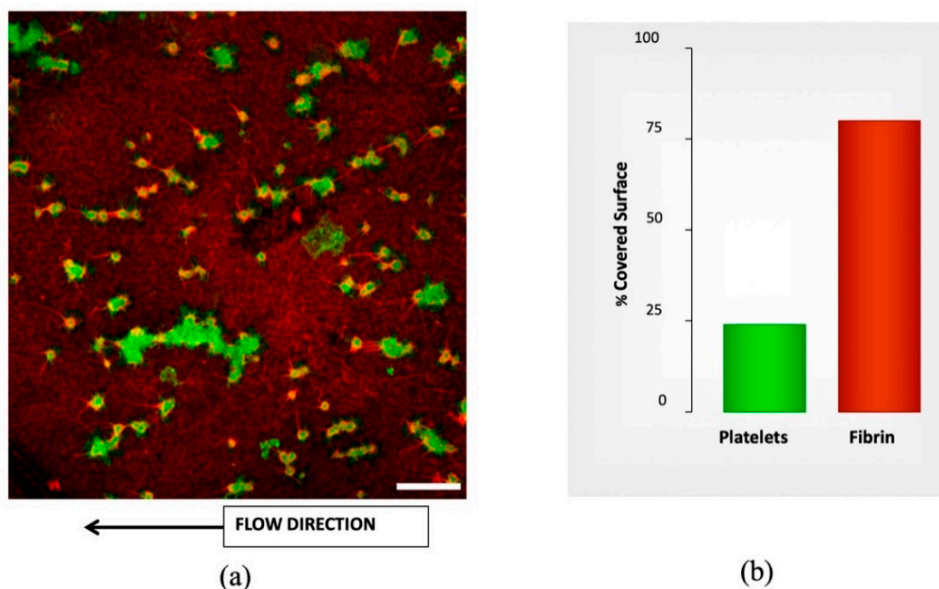 100
75
50
25
0
% Covered Surface
Platelets Fibrin
FLOW DIRECTION
(a)
(b)